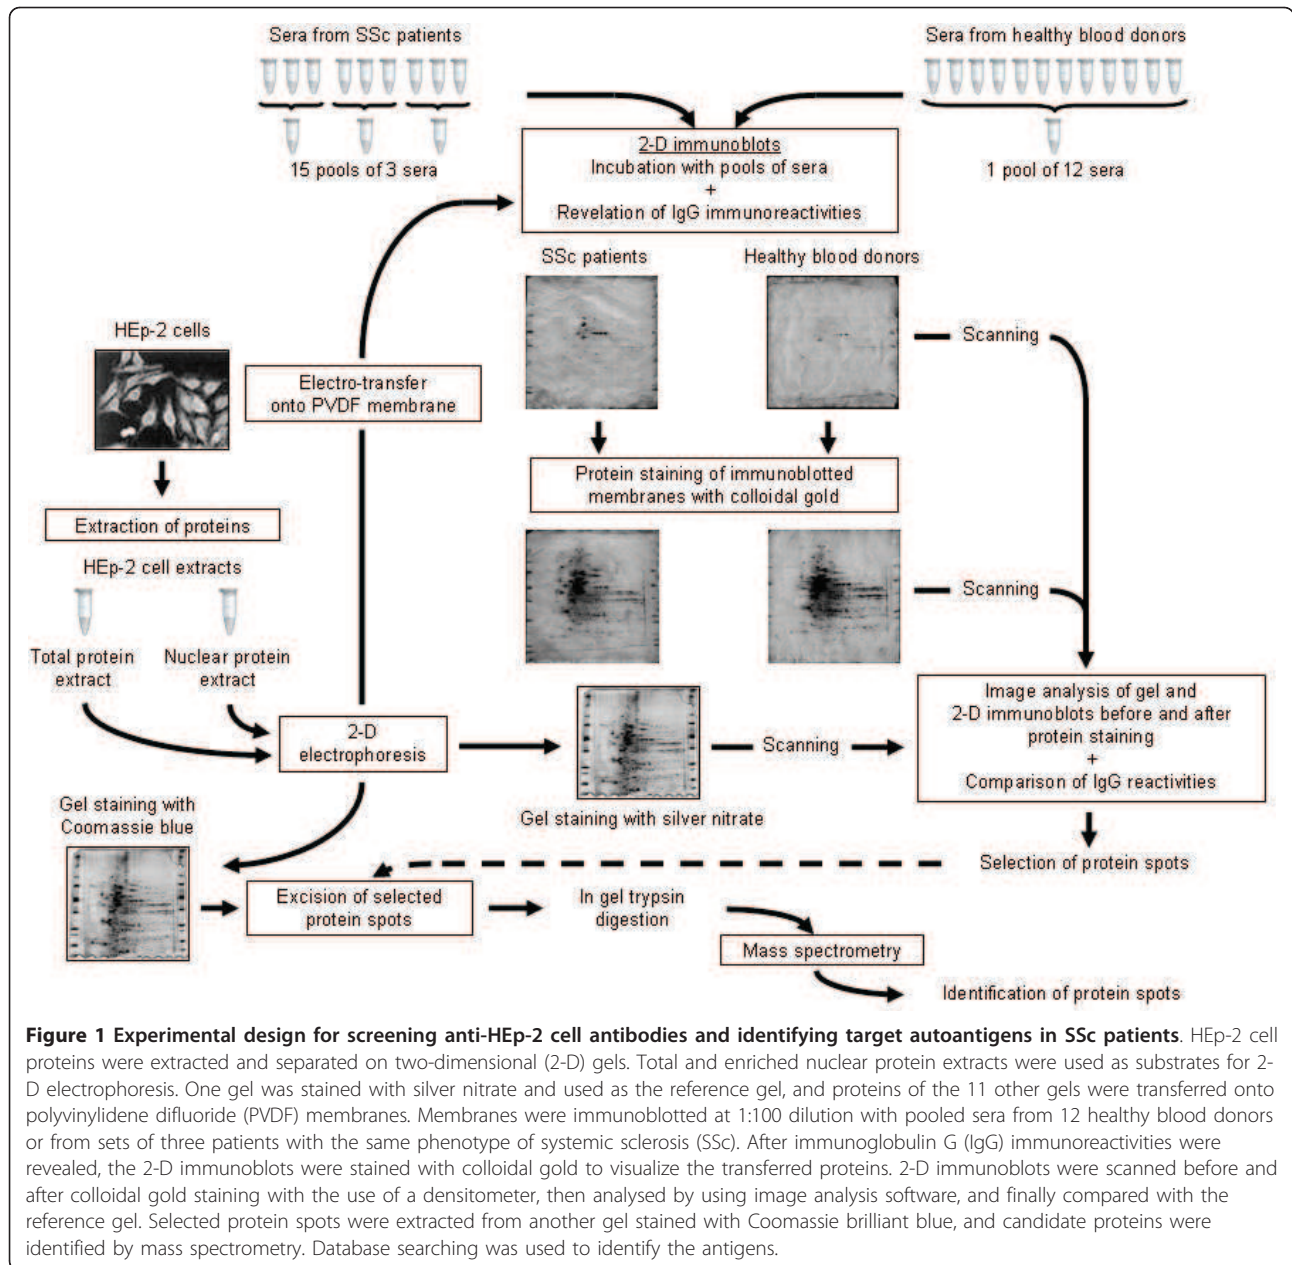 Sera from SSc patients
Sera from healthy blood donors
15 pools of 3 sera
1 pool of 12 sera
2-D immunoblots
Incubation with pools of sera
+
Revelation of IgG immunoreactivities
SSc patients
Healthy blood donors
Scanning
HEp-2 cells
Electro-transfer
onto PVDF membrane
Protein staining of immunoblotted
membranes with colloidal gold
Extraction of proteins
HEp-2 cell extracts
Scanning
Total protein
extract
Nuclear protein
extract
2-D
electrophoresis
Scanning
Image analysis of gel and
2-D immunoblots before and after
protein staining
+
Comparison of IgG reactivities
Gel staining with
Coomassie blue
Gel staining with silver nitrate
Selection of protein spots
Excision of selected
protein spots
In gel trypsin
digestion
Mass spectrometry
Identification of protein spots
Figure 1 Experimental design for screening anti-HEp-2 cell antibodies and identifying target autoantigens in SSc patients. HEp-2 cell
proteins were extracted and separated on two-dimensional (2-D) gels. Total and enriched nuclear protein extracts were used as substrates for 2-
D electrophoresis. One gel was stained with silver nitrate and used as the reference gel, and proteins of the 11 other gels were transferred onto
polyvinylidene difluoride (PVDF) membranes. Membranes were immunoblotted at 1:100 dilution with pooled sera from 12 healthy blood donors
or from sets of three patients with the same phenotype of systemic sclerosis (SSc). After immunoglobulin G (IgG) immunoreactivities were
revealed, the 2-D immunoblots were stained with colloidal gold to visualize the transferred proteins. 2-D immunoblots were scanned before and
after colloidal gold staining with the use of a densitometer, then analysed by using image analysis software, and finally compared with the
reference gel. Selected protein spots were extracted from another gel stained with Coomassie brilliant blue, and candidate proteins were
identified by mass spectrometry. Database searching was used to identify the antigens.